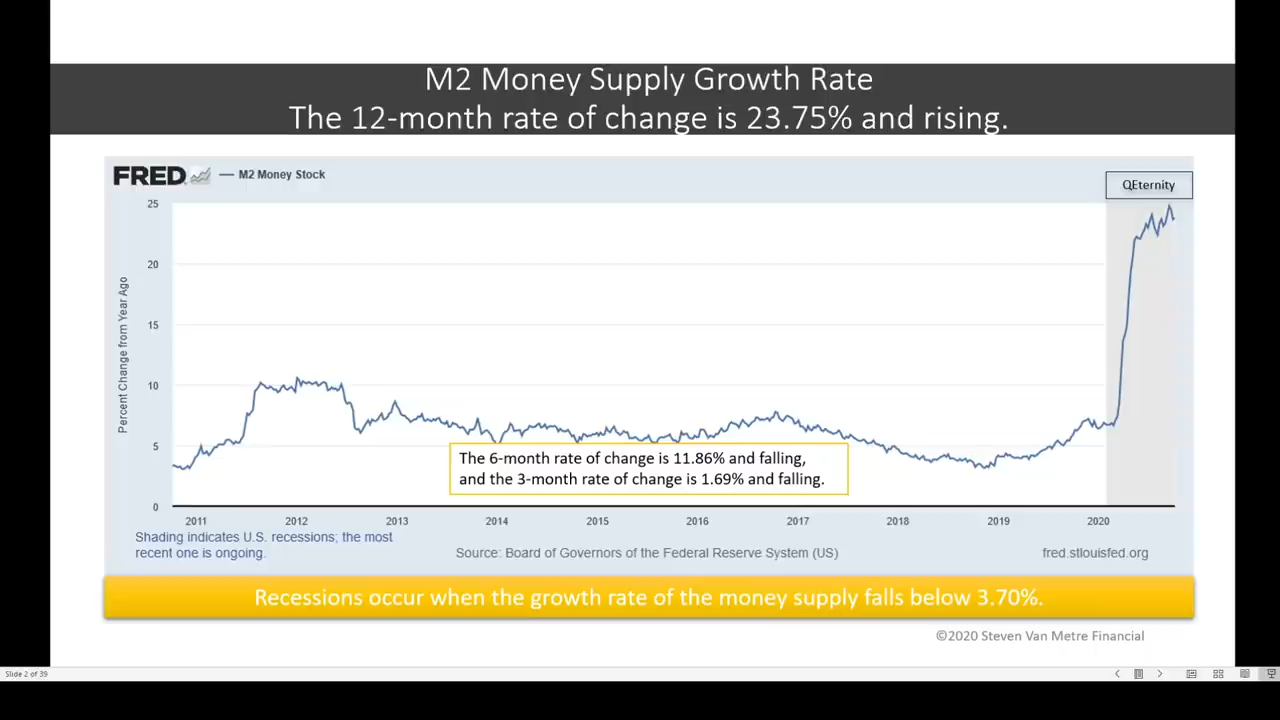 M2 Money Supply Growth Rate
The 12-month rate of change is 23.75% and rising.
FRED — M2 Money Stock
QEternity
Percent Change from Year Ago
25
20
15
10
5
0
The 6-month rate of change is 11.86% and falling,
and the 3-month rate of change is 1.69% and falling.
2011 2012 2013 2014 2015 2016 2017 2018 2019 2020
Shading indicates U.S. recessions; the most
recent one is ongoing.
Source: Board of Governors of the Federal Reserve System (US)
fred.stlouisfed.org
Recessions occur when the growth rate of the money supply falls below 3.70%.
©2020 Steven Van Metre Financial
Slide 2 of 39